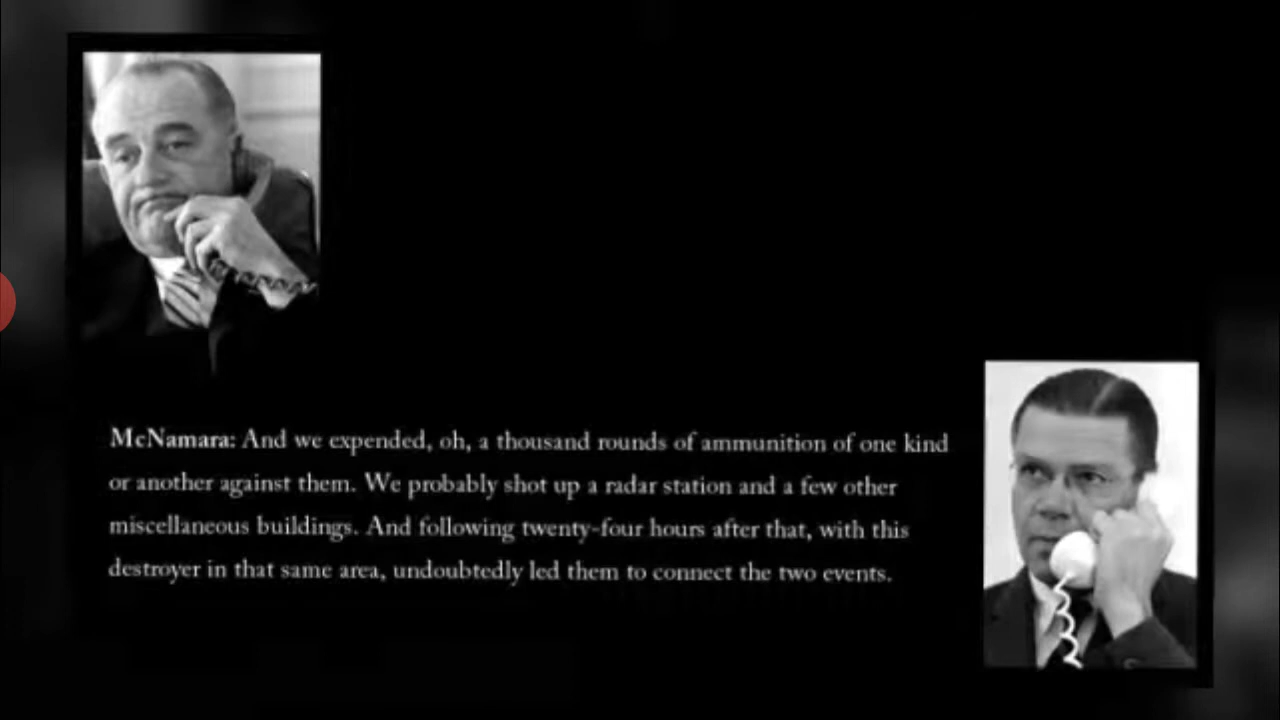 McNamara: And we expended, oh, a thousand rounds of ammunition of one kind
or another against them. We probably shot up a radar station and a few other
miscellaneous buildings. And following twenty-four hours after that, with this
destroyer in that same area, undoubtedly led them to connect the two events.